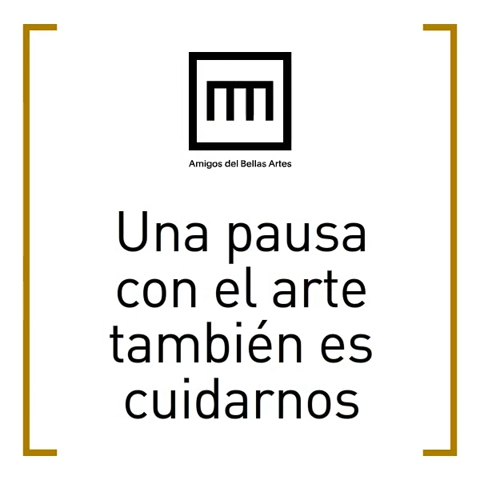 Amigos del Bellas Artes
Una pausa
con el arte
también es
cuidarnos